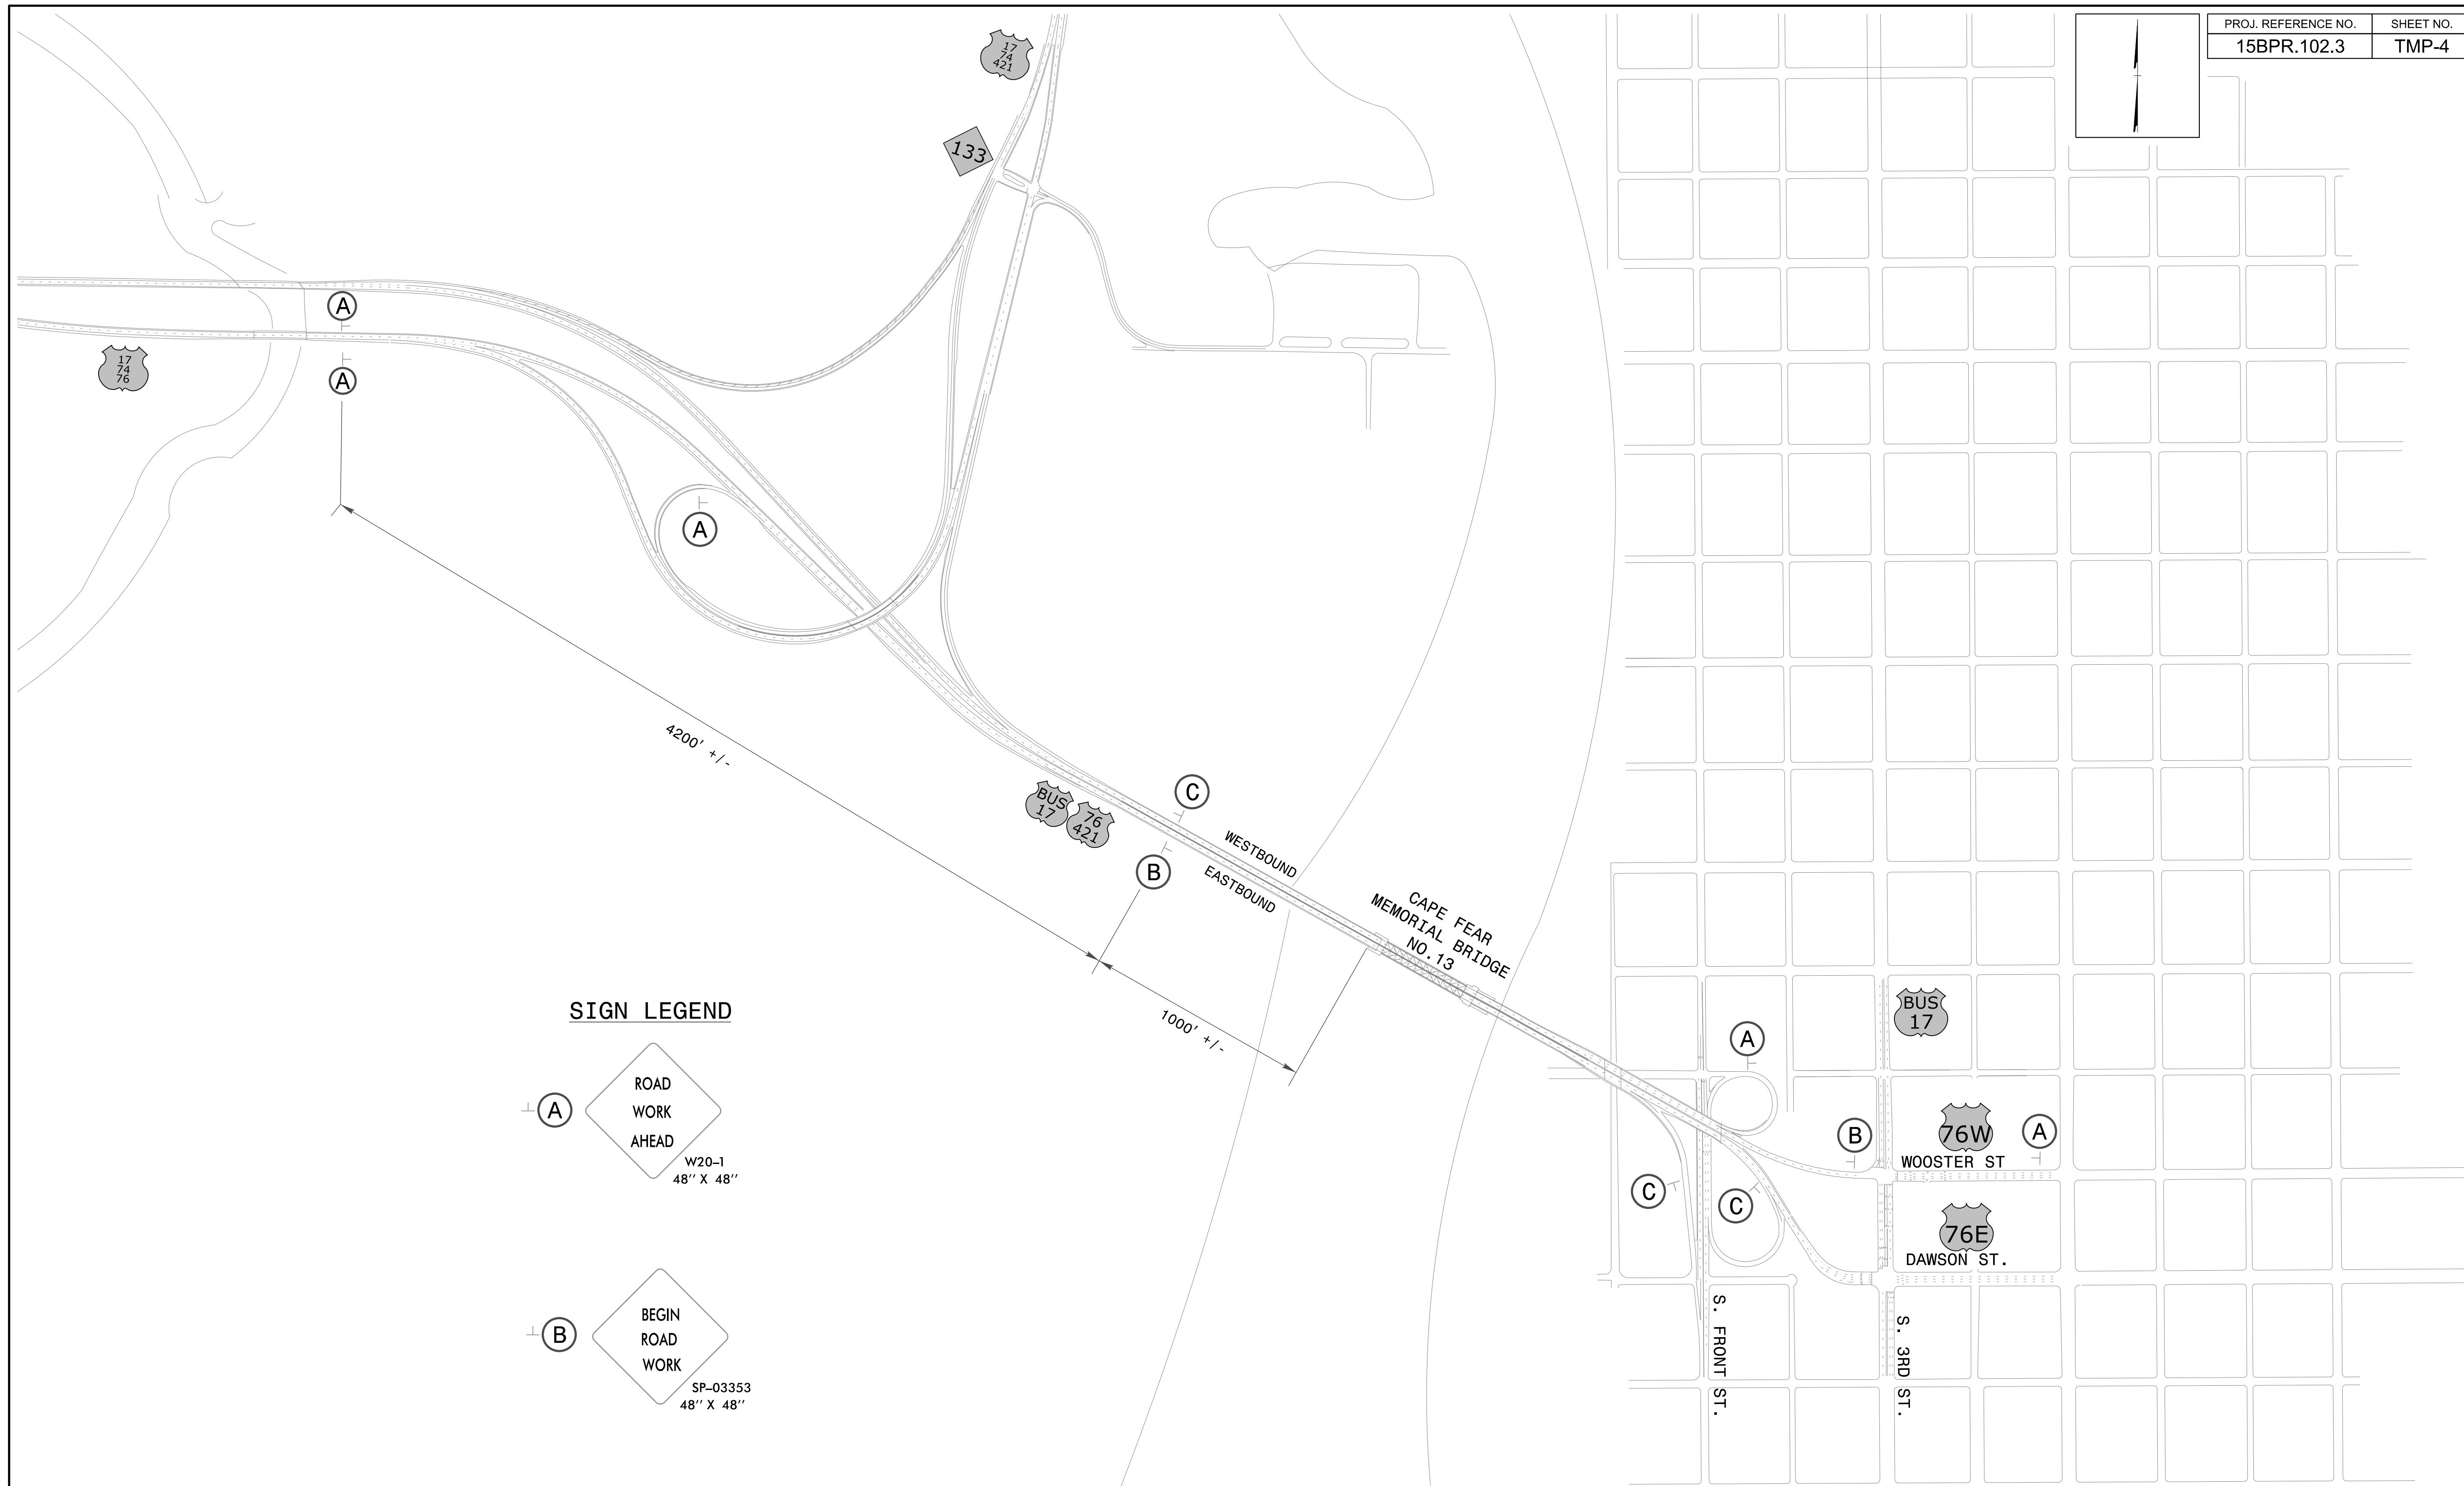 PROJ. REFERENCE NO.
SHEET NO.
15BPR.102.3
TMP-4
17
74
421
133
A
17
74
76
A
A
4200' +/-
C
BUS
17
76
421
B
WESTBOUND
EASTBOUND
CAPE FEAR
MEMORIAL BRIDGE
NO.13
1000' +/-
BUS
17
A
B
76W
A
WOOSTER ST
C
C
76E
DAWSON ST.
S. FRONT ST.
S. 3RD ST.
SIGN LEGEND
A
ROAD
WORK
AHEAD
W20-1
48'' X 48''
B
BEGIN
ROAD
WORK
SP-03353
48'' X 48''